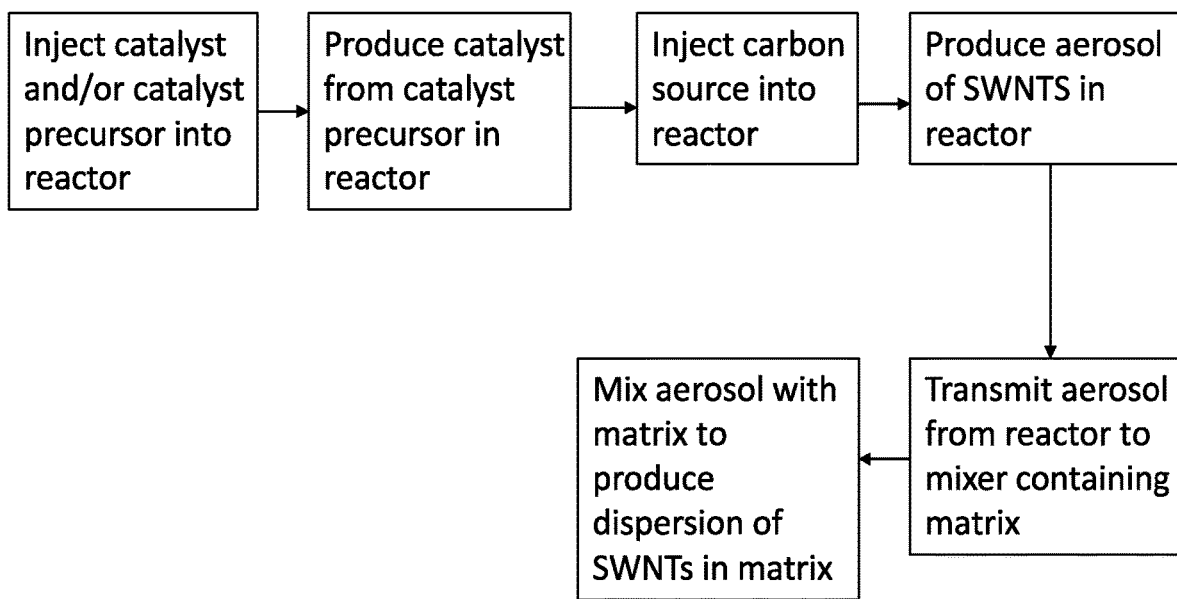 Inject catalyst
and/or catalyst
precursor into
reactor
Produce catalyst
from catalyst
precursor in
reactor
Inject carbon
source into
reactor
Produce aerosol
of SWNTS in
reactor
Transmit aerosol
from reactor to
mixer containing
matrix
Mix aerosol with
matrix to
produce
dispersion of
SWNTs in matrix